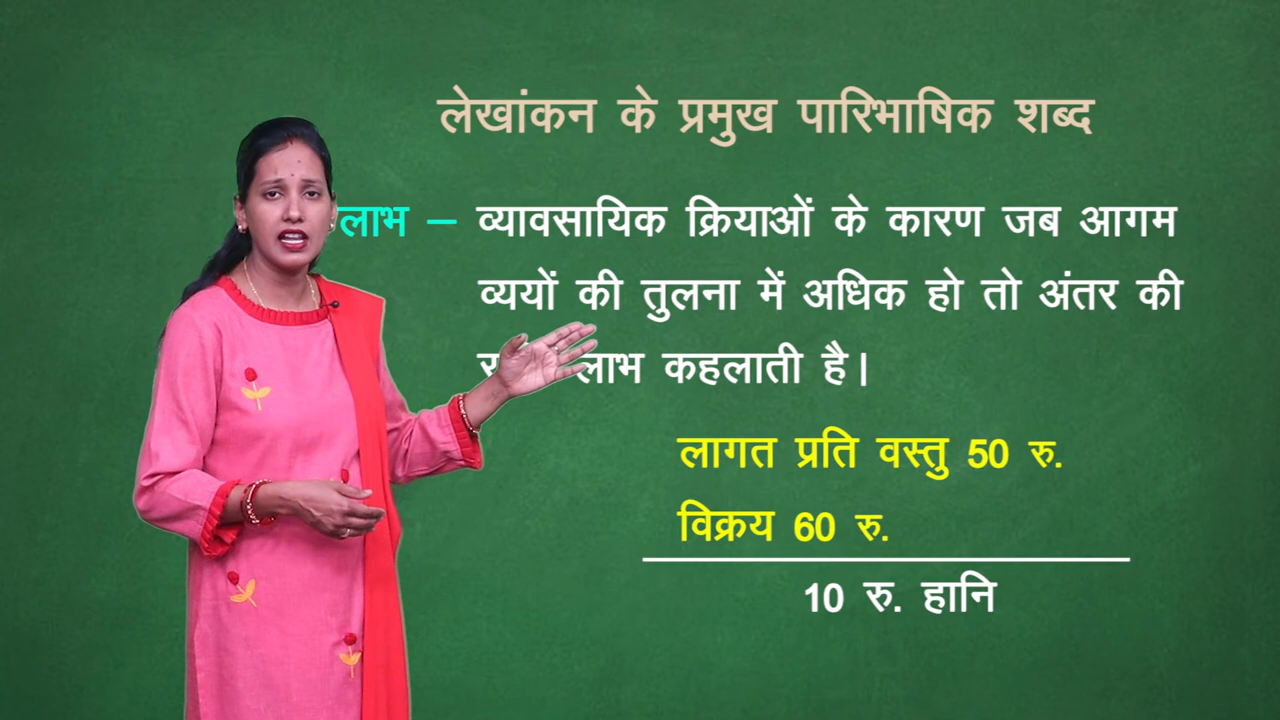 लेखांकन के प्रमुख पारिभाषिक शब्द
लाभ – व्यावसायिक क्रियाओं के कारण जब आगम
व्ययों की तुलना में अधिक हो तो अंतर की
लाभ कहलाती है।
लागत प्रति वस्तु 50 रु.
विक्रय 60 रु.
10 रु. हानि